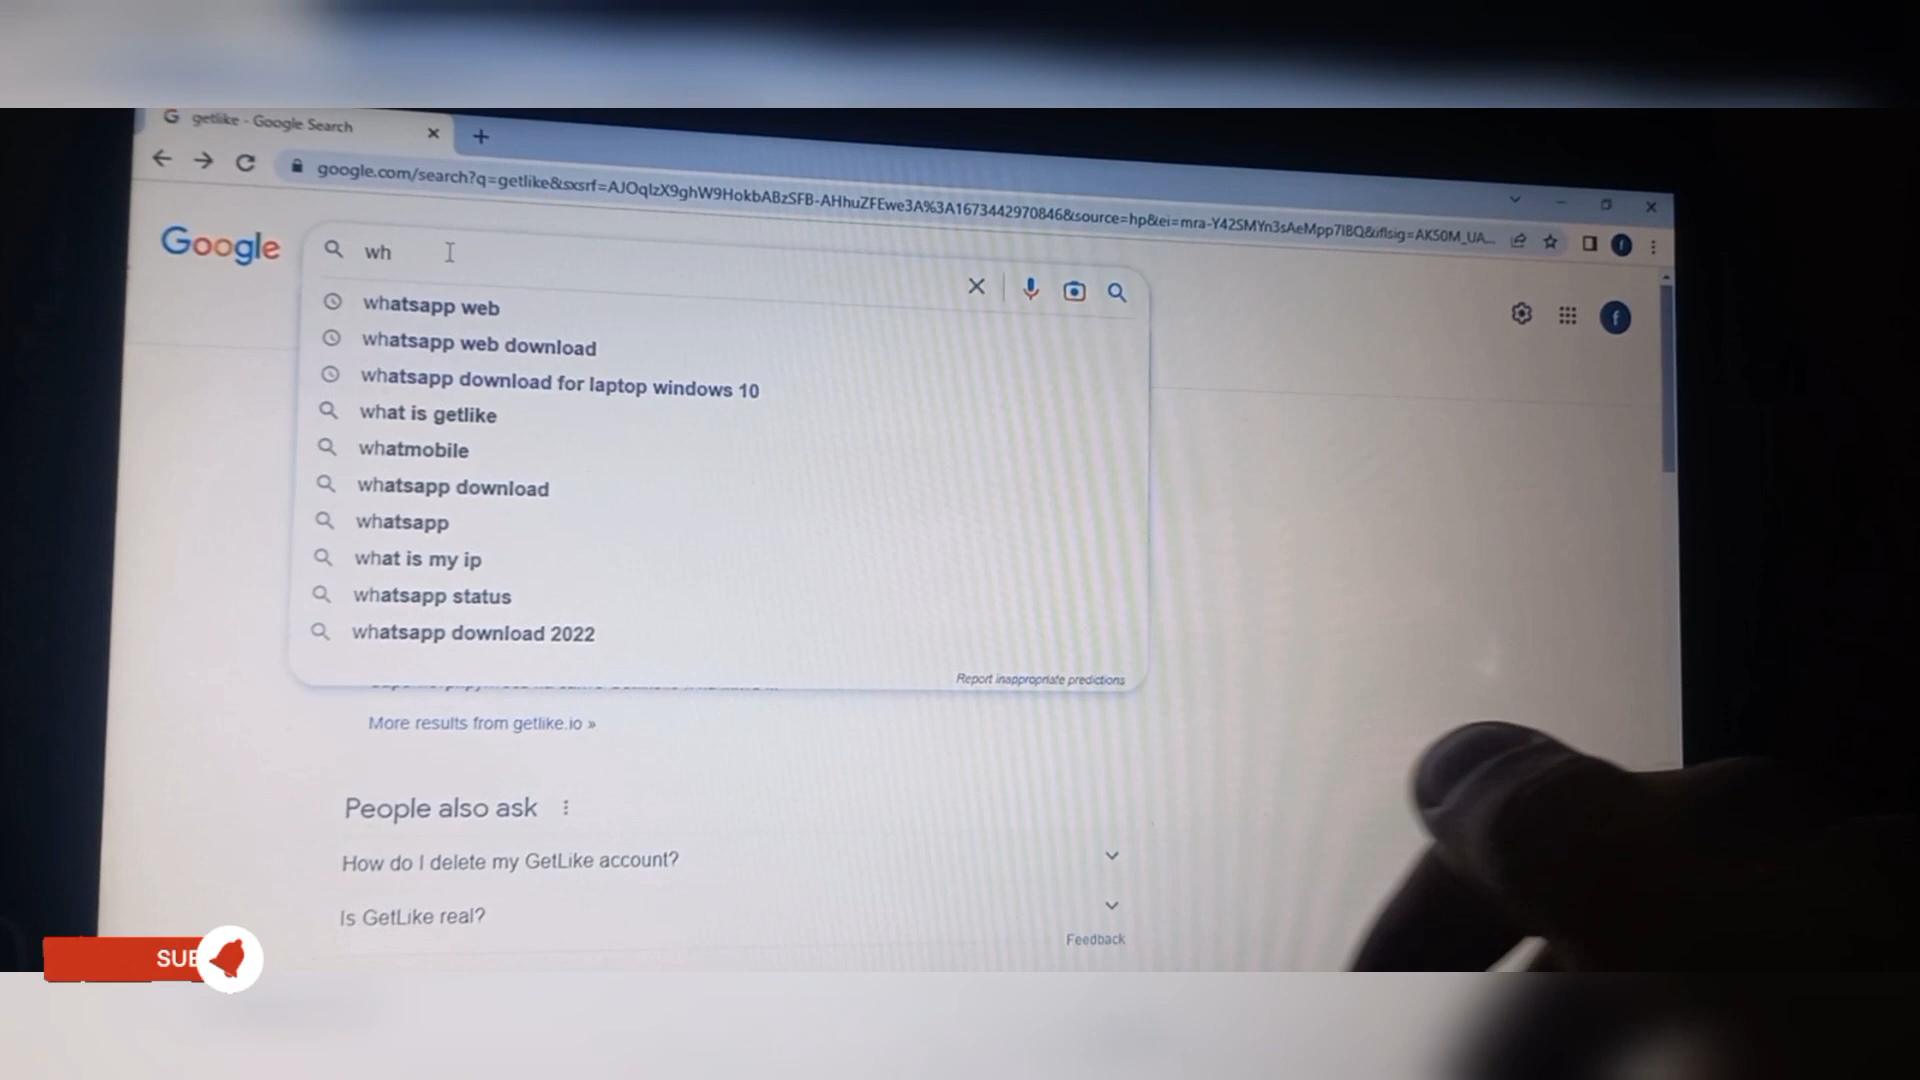 getlike - Google Search
google.com/search?q=getlike&sxsrf=AJOqlzX9ghW9HokbABzSFB-AHhuZFEwe3A%3A1673442970846&source=hp&ei=mra-Y42SMYn3sAeMpp7IBQ&iflsig=AK50M_UA...
Google
wh
f
whatsapp web
whatsapp web download
whatsapp download for laptop windows 10
what is getlike
whatmobile
whatsapp download
whatsapp
what is my ip
whatsapp status
whatsapp download 2022
Report inappropriate predictions
More results from getlike.io »
People also ask
How do I delete my GetLike account?
Is GetLike real?
Feedback
SUB